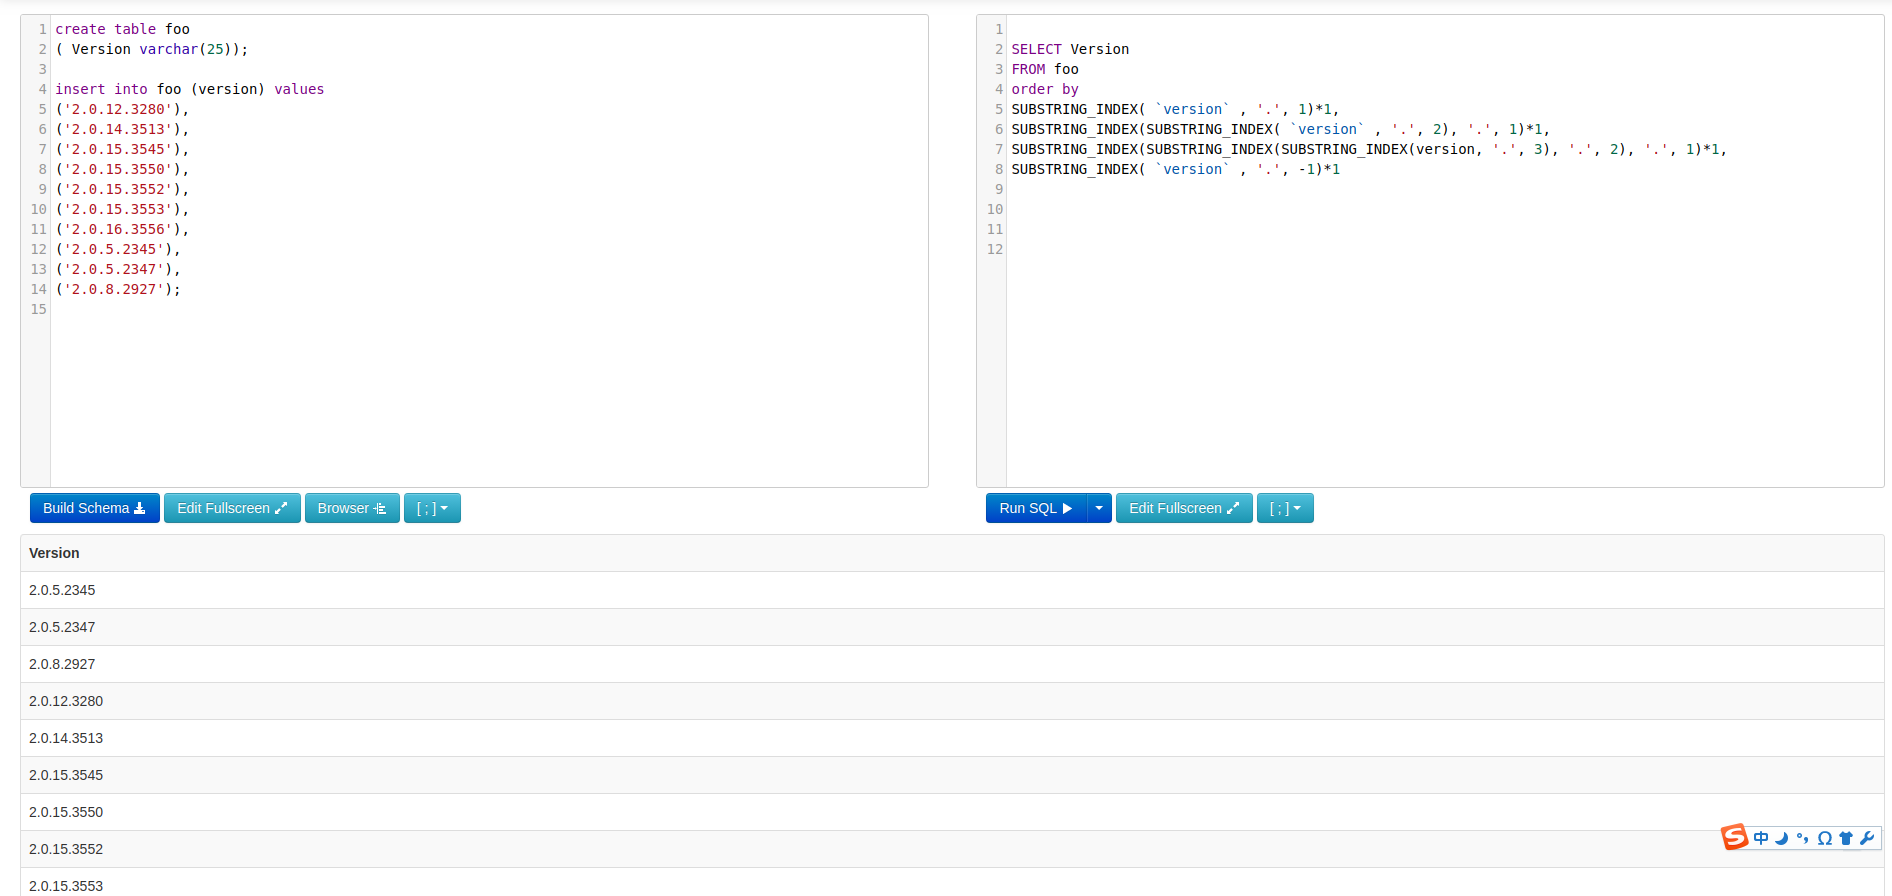 1 create table foo
2 ( Version varchar(25));
3
4 insert into foo (version) values
5 ('2.0.12.3280'),
6 ('2.0.14.3513'),
7 ('2.0.15.3545'),
8 ('2.0.15.3550'),
9 ('2.0.15.3552'),
10 ('2.0.15.3553'),
11 ('2.0.16.3556'),
12 ('2.0.5.2345'),
13 ('2.0.5.2347'),
14 ('2.0.8.2927');
15
1
2 SELECT Version
3 FROM foo
4 order by
5 SUBSTRING_INDEX( `version` , '.', 1)*1,
6 SUBSTRING_INDEX(SUBSTRING_INDEX( `version` , '.', 2), '.', 1)*1,
7 SUBSTRING_INDEX(SUBSTRING_INDEX(SUBSTRING_INDEX(version, '.', 3), '.', 2), '.', 1)*1,
8 SUBSTRING_INDEX( `version` , '.', -1)*1
9
10
11
12
Build Schema Edit Fullscreen Browser [ ; ]
Run SQL Edit Fullscreen [ ; ]
Version
2.0.5.2345
2.0.5.2347
2.0.8.2927
2.0.12.3280
2.0.14.3513
2.0.15.3545
2.0.15.3550
2.0.15.3552
2.0.15.3553
S 中 °, Ω